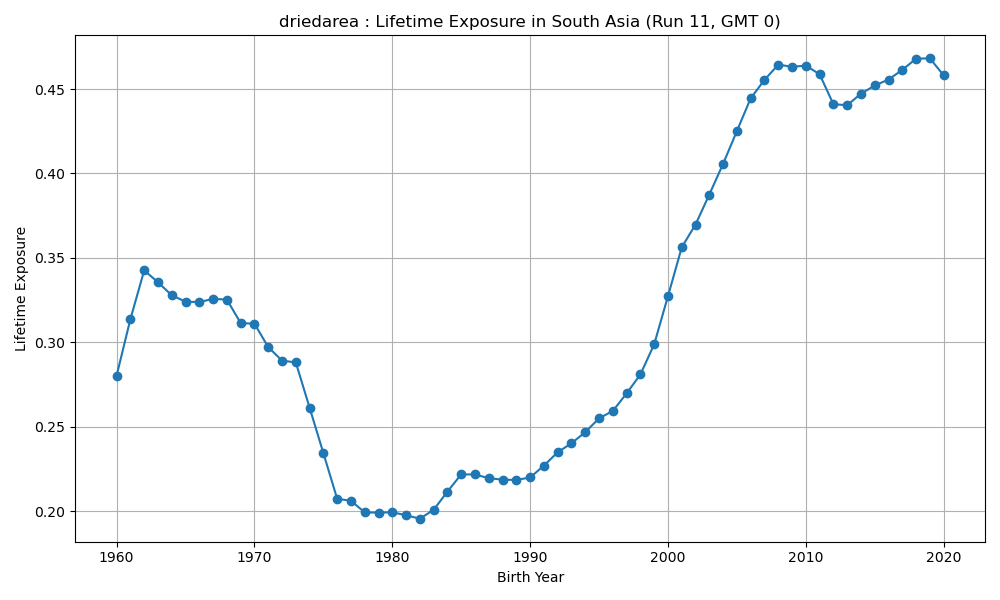 driedarea : Lifetime Exposure in South Asia (Run 11, GMT 0)
Lifetime Exposure
0.45
0.40
0.35
0.30
0.25
0.20
1960 1970 1980 1990 2000 2010 2020
Birth Year